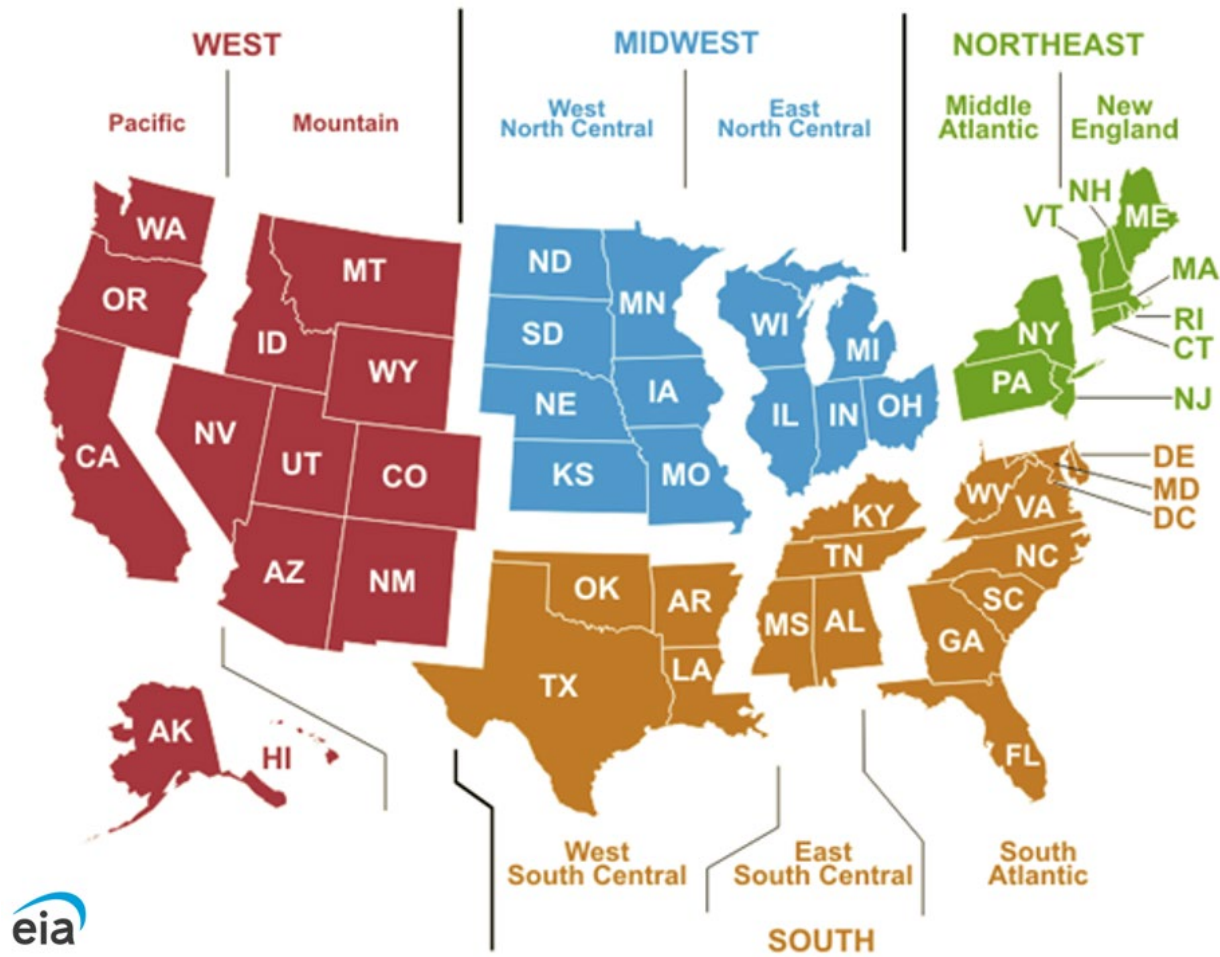 WEST
MIDWEST
NORTHEAST
Pacific
Mountain
West
North Central
East
North Central
Middle
Atlantic
New
England
WA
OR
CA
MT
ID
WY
NV
UT
CO
AZ
NM
AK
HI
ND
SD
NE
KS
MN
IA
MO
WI
MI
IL
IN
OH
NH
VT
ME
MA
RI
CT
NY
PA
NJ
DE
MD
DC
WV
VA
KY
TN
NC
SC
OK
AR
MS
AL
GA
TX
LA
FL
West
South Central
East
South Central
South
Atlantic
SOUTH
eia